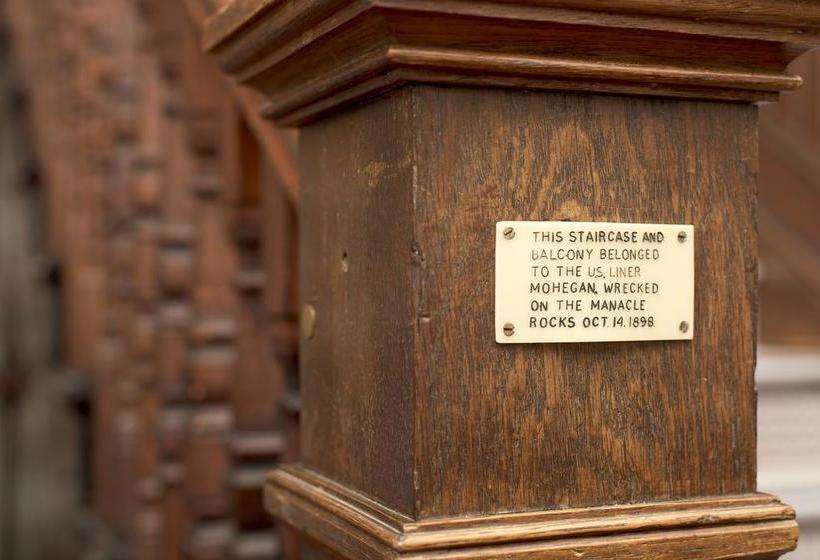 THIS STAIRCASE AND
BALCONY BELONGED
TO THE U.S. LINER
MOHEGAN, WRECKED
ON THE MANACLE
ROCKS OCT. 14. 1898